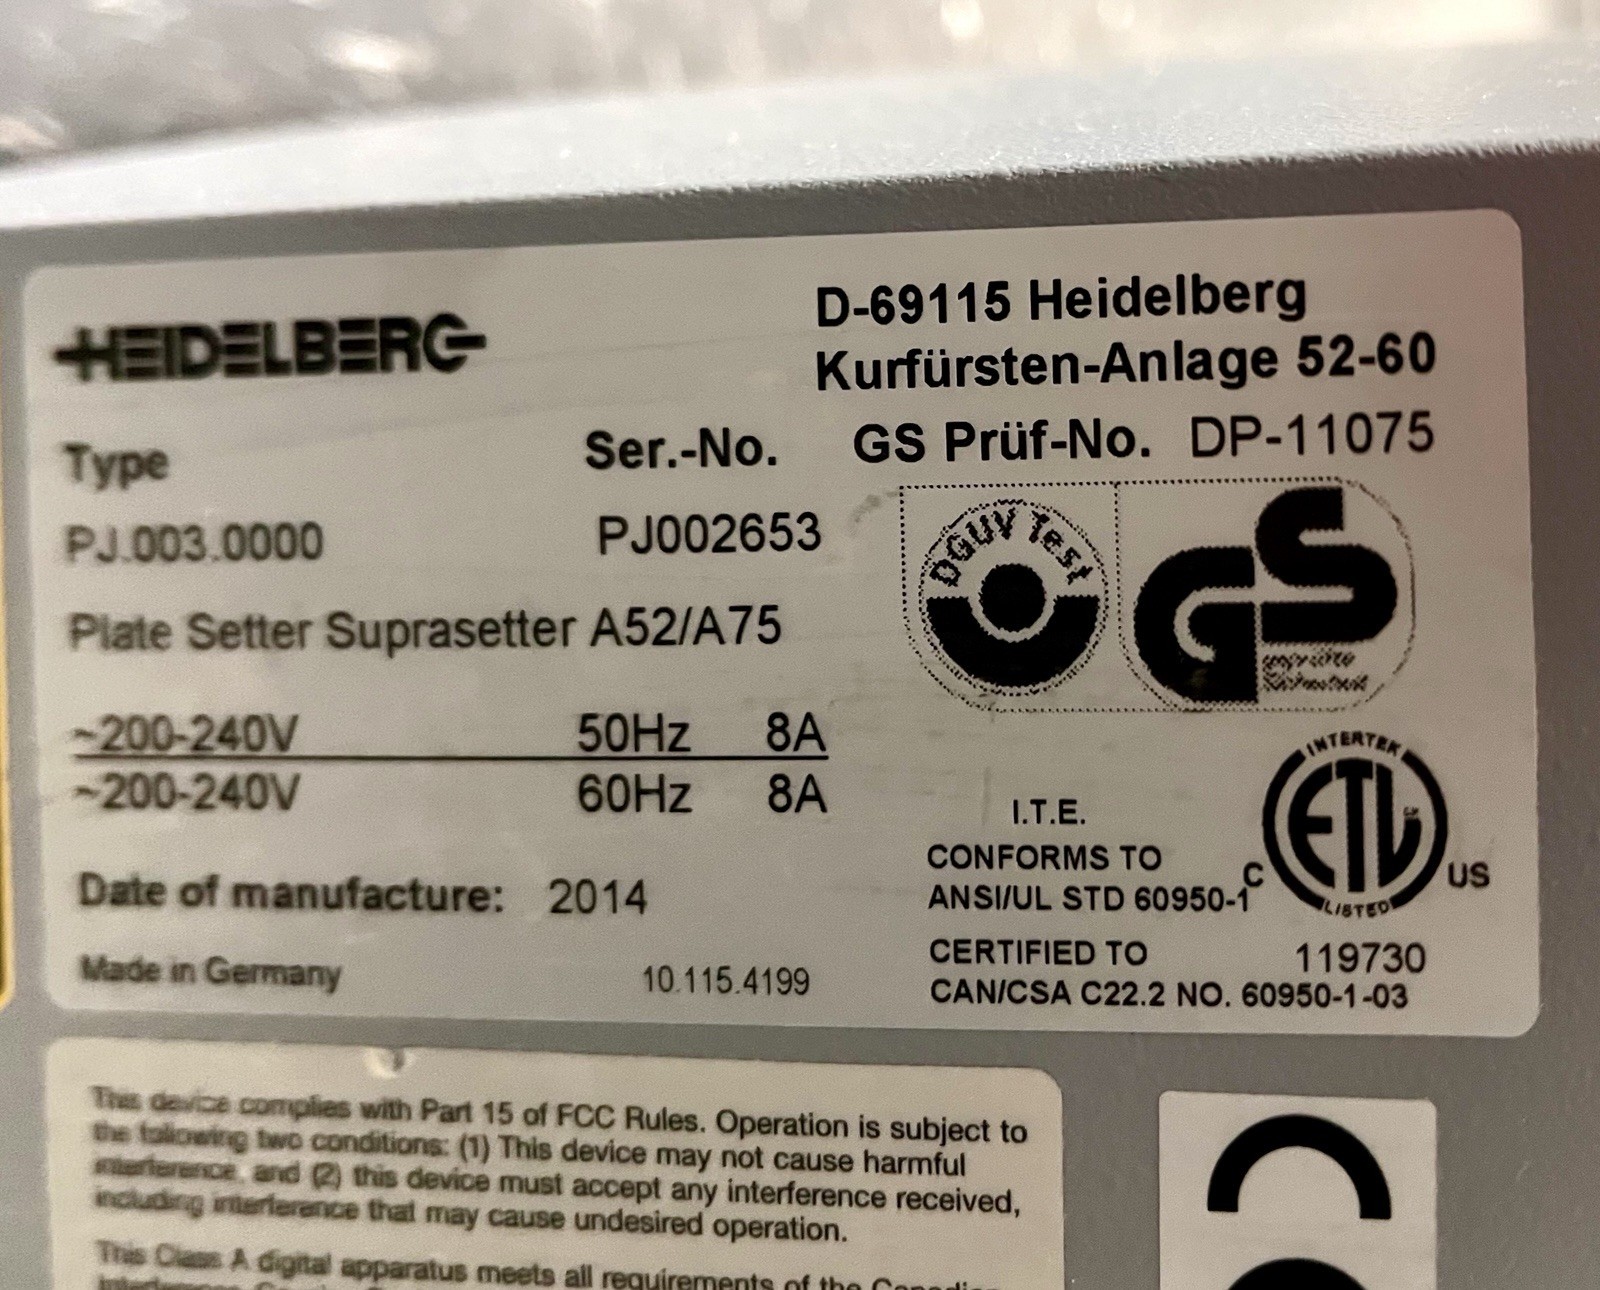 HEIDELBERG
D-69115 Heidelberg
Kurfürsten-Anlage 52-60
Type
Ser.-No.
GS Prüf-No. DP-11075
PJ.003.0000
PJ002653
DGUV Test
GS
geprüfte
Sicherheit
Plate Setter Suprasetter A52/A75
~200-240V 50Hz 8A
~200-240V 60Hz 8A
INTERTEK
ETL
LISTED
C US
I.T.E.
CONFORMS TO
ANSI/UL STD 60950-1
Date of manufacture: 2014
CERTIFIED TO 119730
CAN/CSA C22.2 NO. 60950-1-03
Made in Germany
10.115.4199
This device complies with Part 15 of FCC Rules. Operation is subject to
the following two conditions: (1) This device may not cause harmful
interference, and (2) this device must accept any interference received,
including interference that may cause undesired operation.
This Class A digital apparatus meets all requirements of the